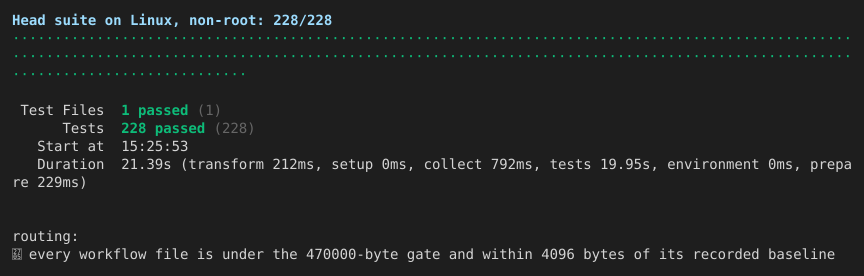 Head suite on Linux, non-root: 228/228
Test Files  1 passed (1)
Tests  228 passed (228)
Start at  15:25:53
Duration  21.39s (transform 212ms, setup 0ms, collect 792ms, tests 19.95s, environment 0ms, prepa
re 229ms)
routing:
every workflow file is under the 470000-byte gate and within 4096 bytes of its recorded baseline